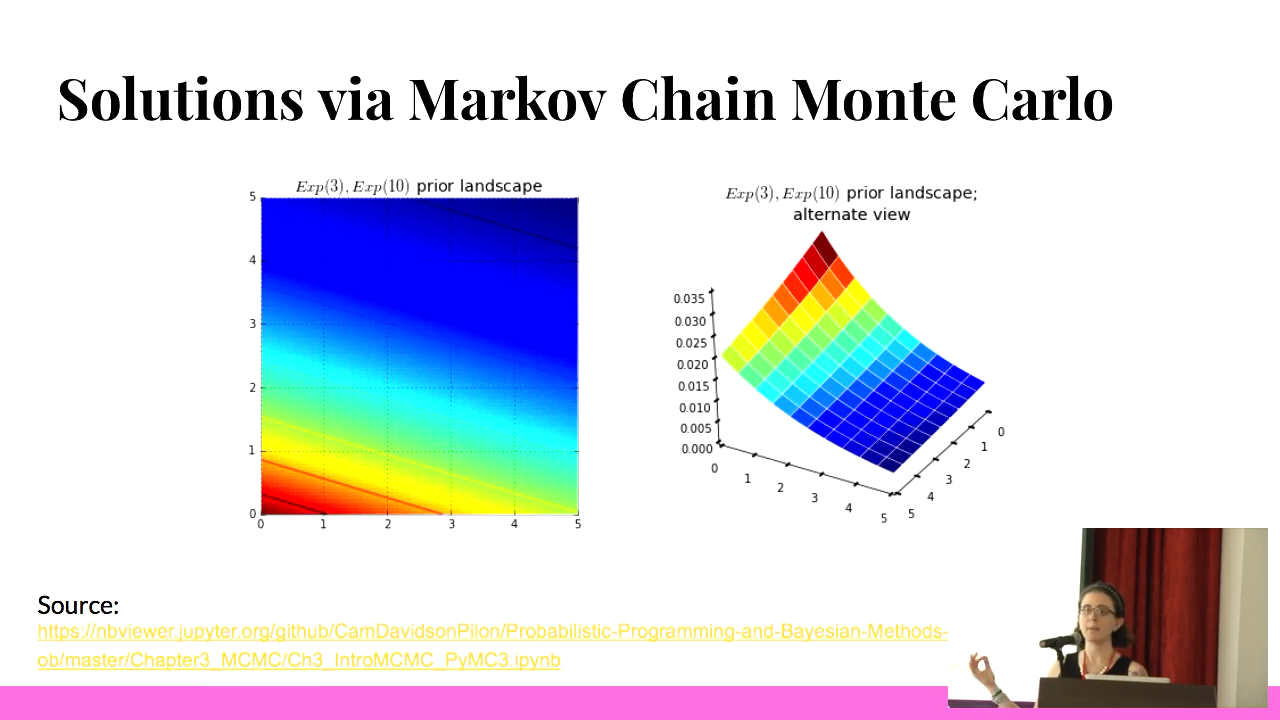 Solutions via Markov Chain Monte Carlo
Exp(3), Exp(10) prior landscape
5
4
3
2
1
0
0 1 2 3 4 5
Exp(3), Exp(10) prior landscape;
alternate view
0.035
0.030
0.025
0.020
0.015
0.010
0.005
0.000
0 1 2 3 4 5
5 4 3 2 1 0
Source:
https://nbviewer.jupyter.org/github/CamDavidsonPilon/Probabilistic-Programming-and-Bayesian-Methods-
ob/master/Chapter3_MCMC/Ch3_IntroMCMC_PyMC3.ipynb